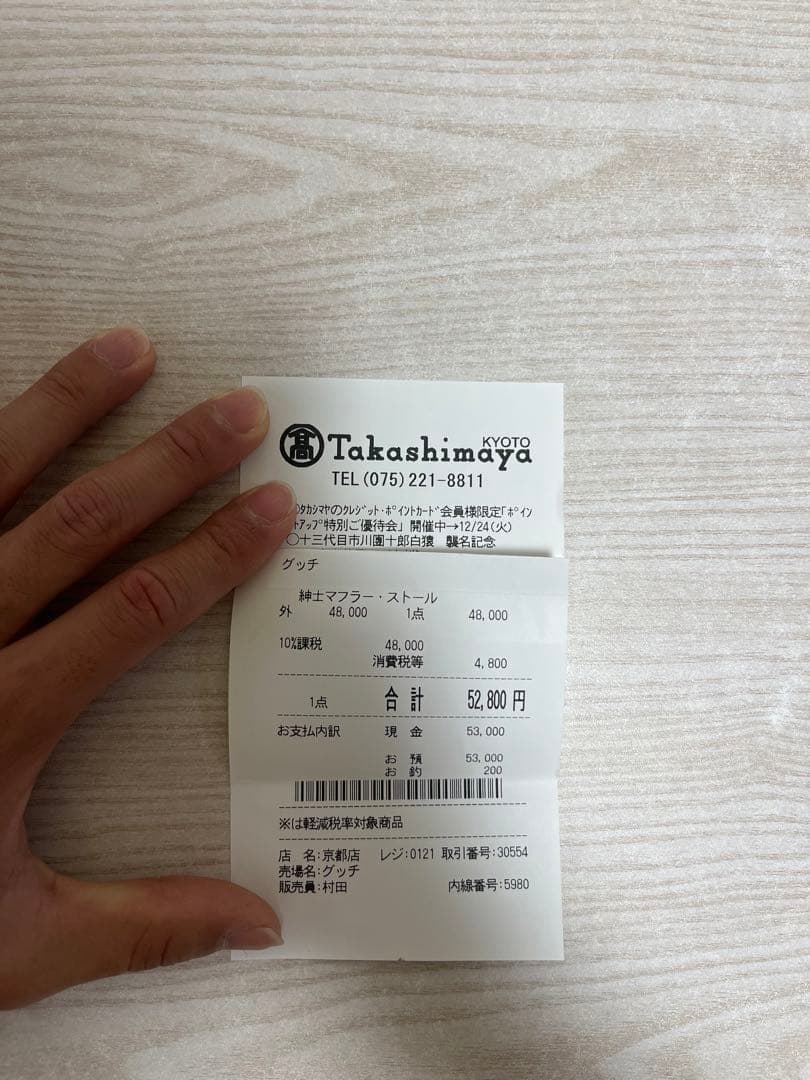 髙 Takashimaya KYOTO
TEL(075)221-8811
タカシマヤのクレジット・ポイントカード会員様限定「ポイン
トアップ特別ご優待会」開催中→12/24(火)
○十三代目市川團十郎白猿 襲名記念
グッチ
紳士マフラー・ストール
外 48,000 1点 48,000
10%課税 48,000
消費税等 4,800
1点 合計 52,800円
お支払内訳 現金 53,000
お預 53,000
お釣 200
※は軽減税率対象商品
店 名:京都店 レジ:0121 取引番号:30554
売場名:グッチ
販売員:村田 内線番号:5980